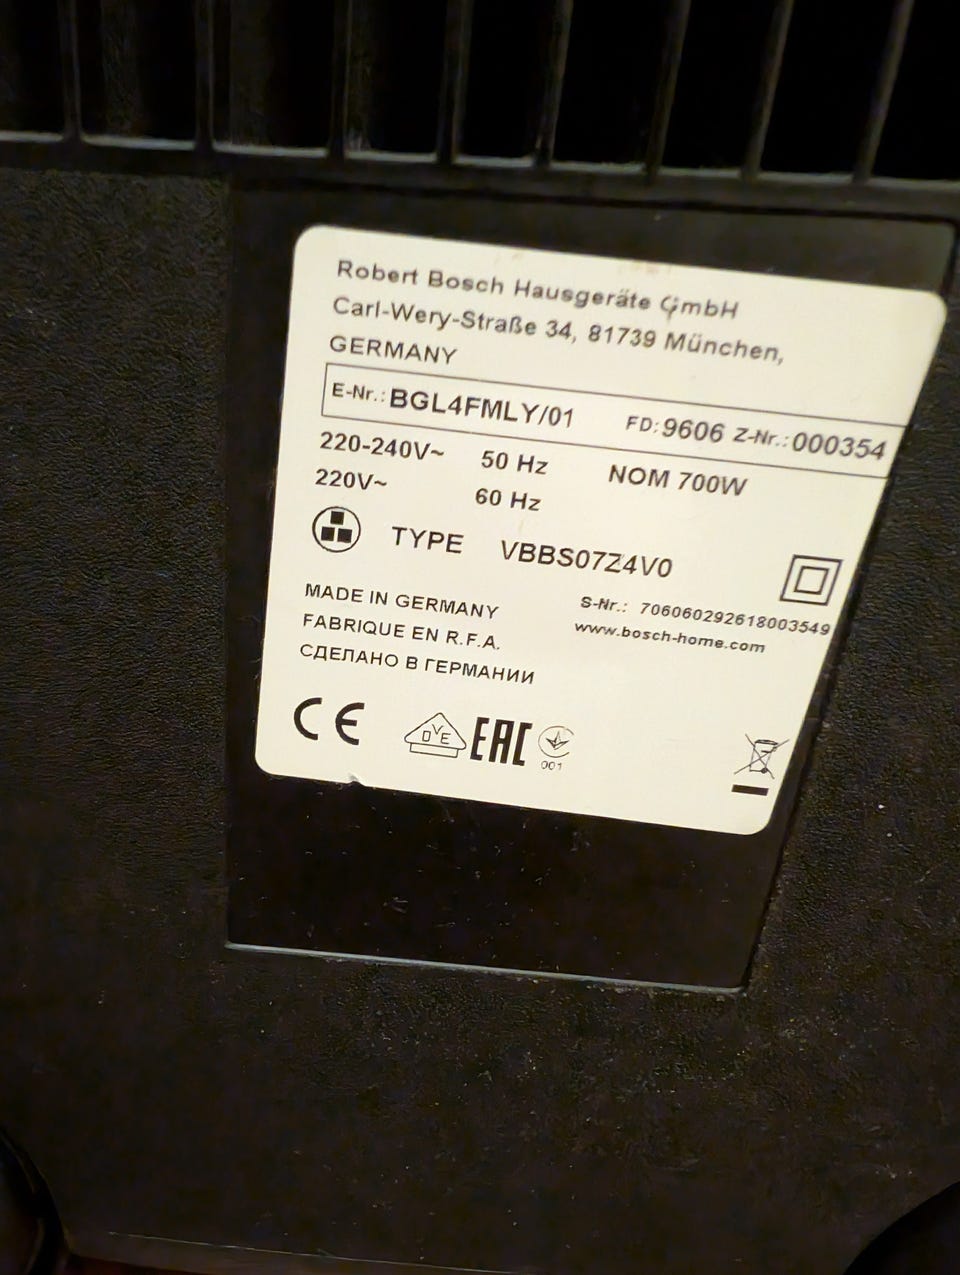 Robert Bosch Hausgeräte GmbH
Carl-Wery-Straße 34, 81739 München,
GERMANY
E-Nr.: BGL4FMLY/01 FD: 9606 Z-Nr.: 000354
220-240V~ 50 Hz NOM 700W
220V~ 60 Hz
TYPE VBBS07Z4V0
S-Nr.: 706060292618003549
www.bosch-home.com
MADE IN GERMANY
FABRIQUE EN R.F.A.
СДЕЛАНО В ГЕРМАНИИ
CE DVE EAC 001